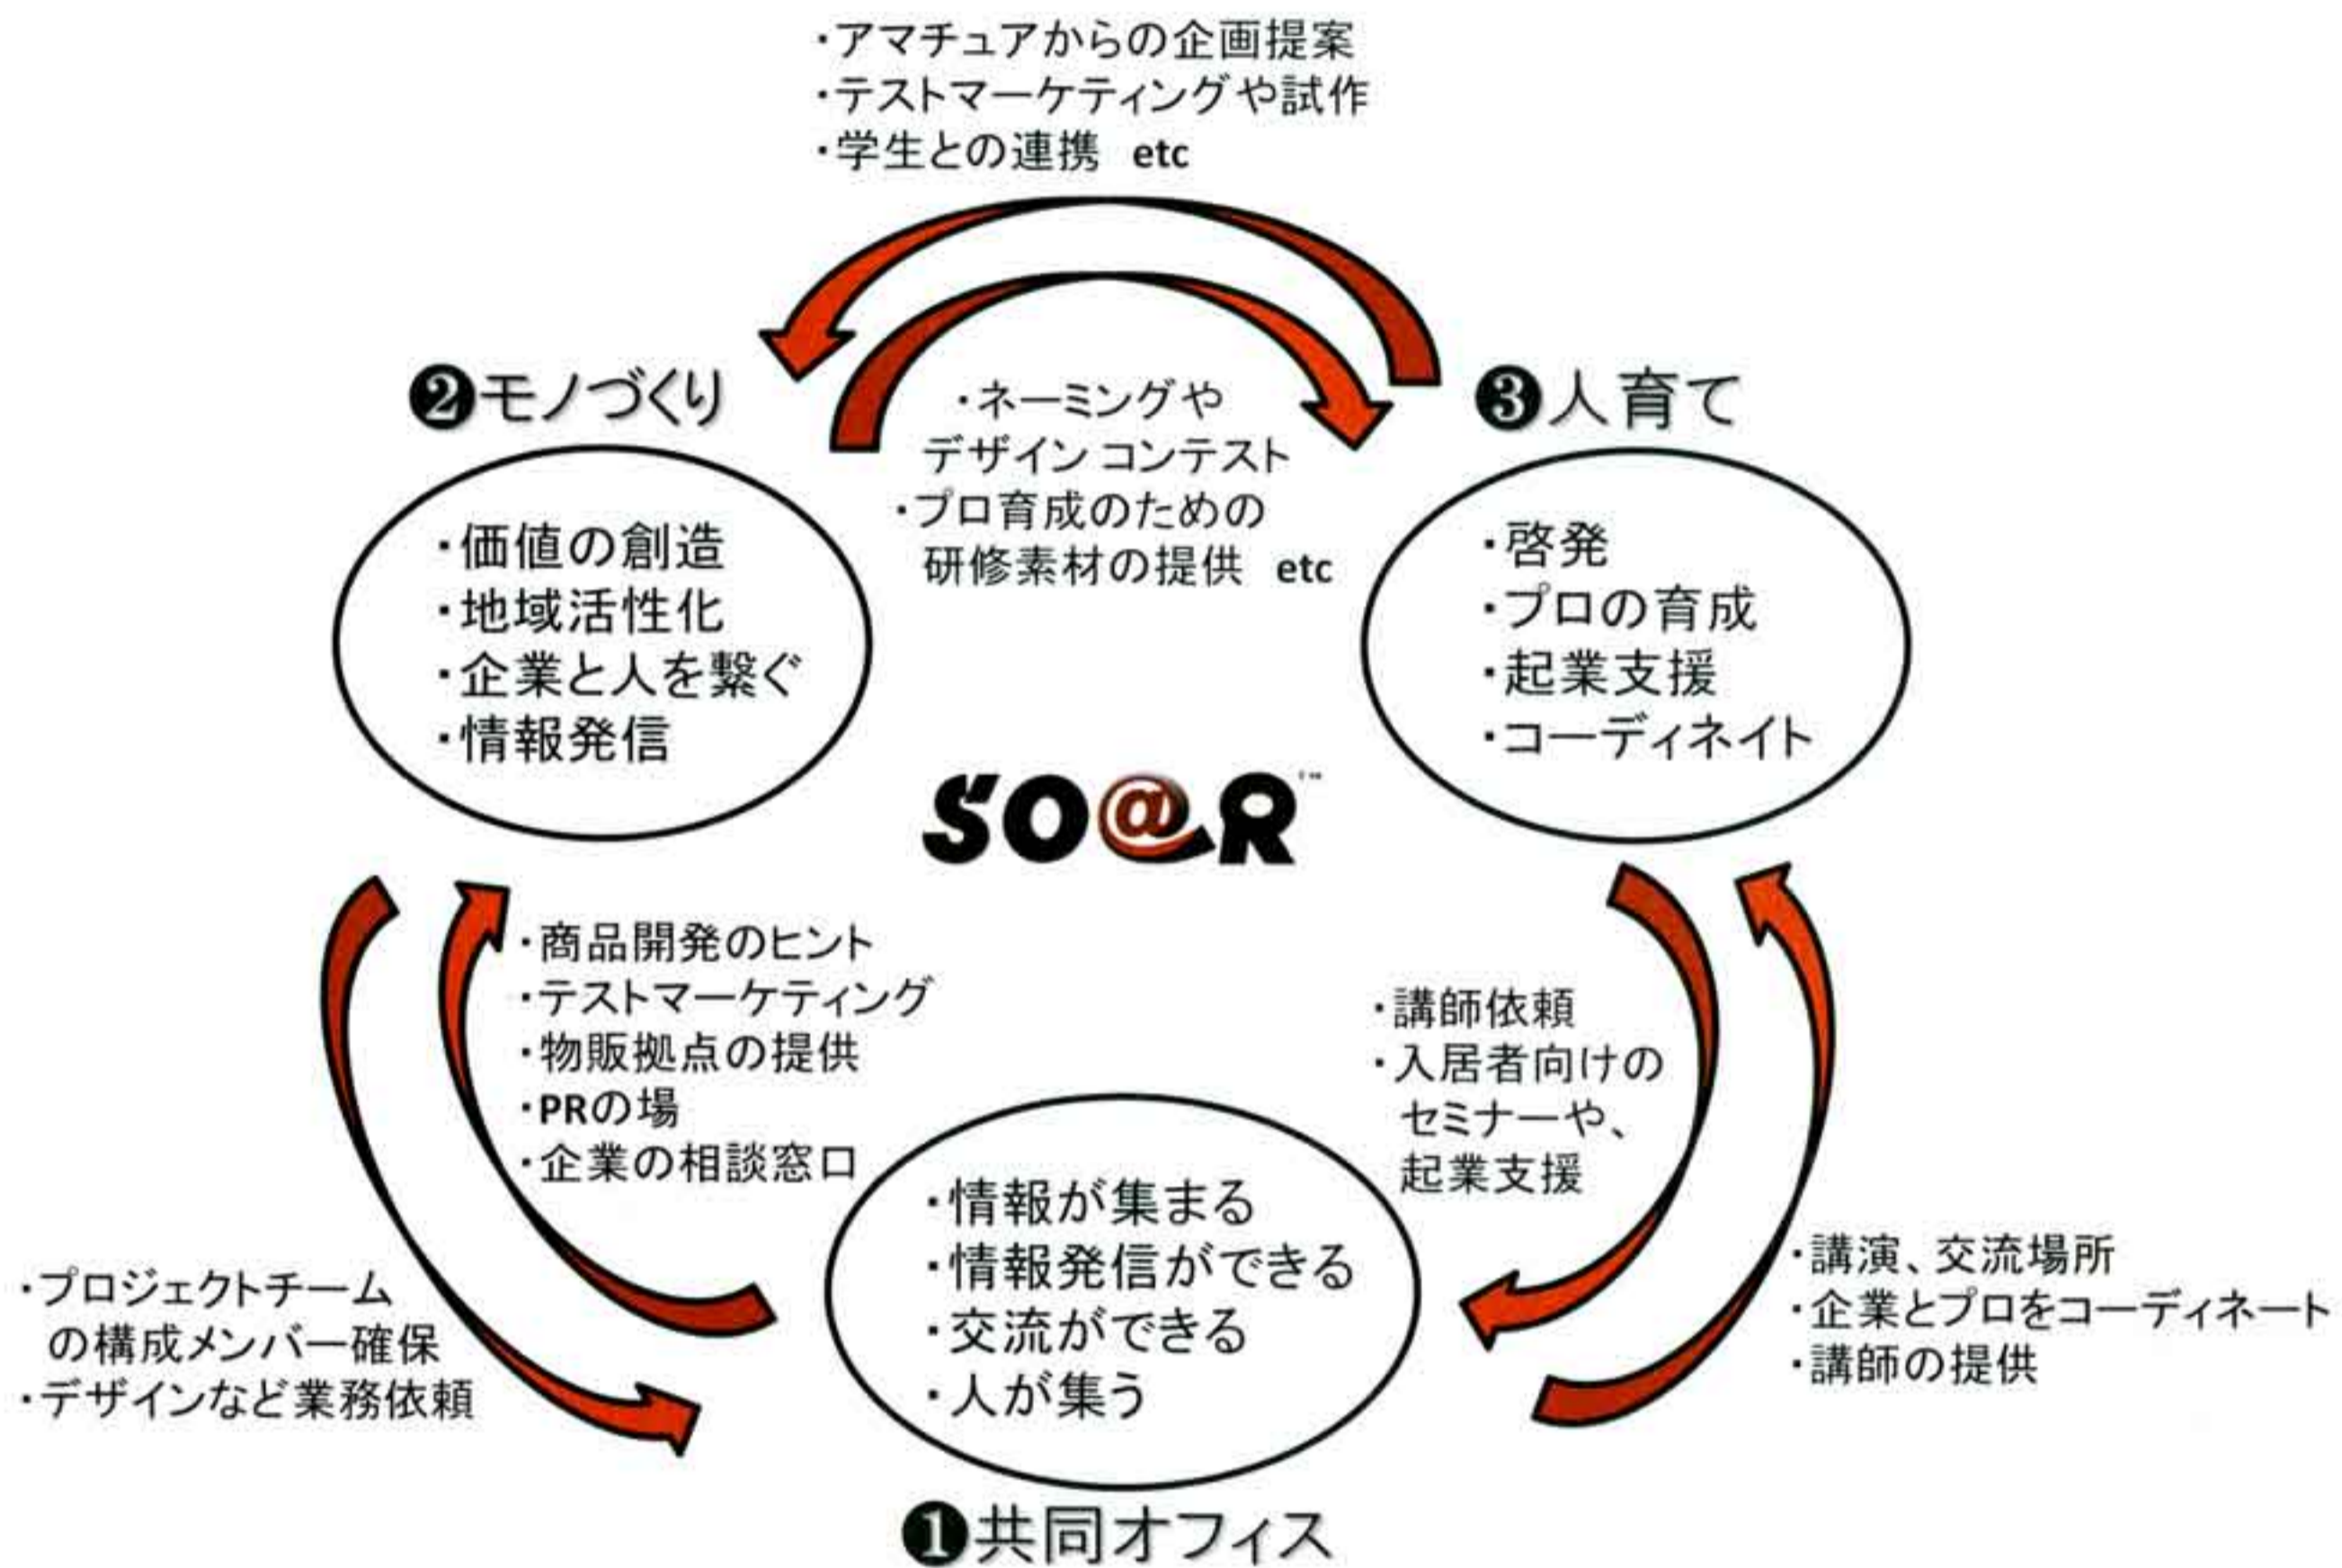 ・アマチュアからの企画提案
・テストマーケティングや試作
・学生との連携 etc
❷モノづくり
・価値の創造
・地域活性化
・企業と人を繋ぐ
・情報発信
・ネーミングや
デザインコンテスト
・プロ育成のための
研修素材の提供 etc
❸人育て
・啓発
・プロの育成
・起業支援
・コーディネイト
SO@R
・商品開発のヒント
・テストマーケティング
・物販拠点の提供
・PRの場
・企業の相談窓口
・講師依頼
・入居者向けの
セミナーや、
起業支援
・プロジェクトチーム
の構成メンバー確保
・デザインなど業務依頼
・情報が集まる
・情報発信ができる
・交流ができる
・人が集う
・講演、交流場所
・企業とプロをコーディネート
・講師の提供
❶共同オフィス